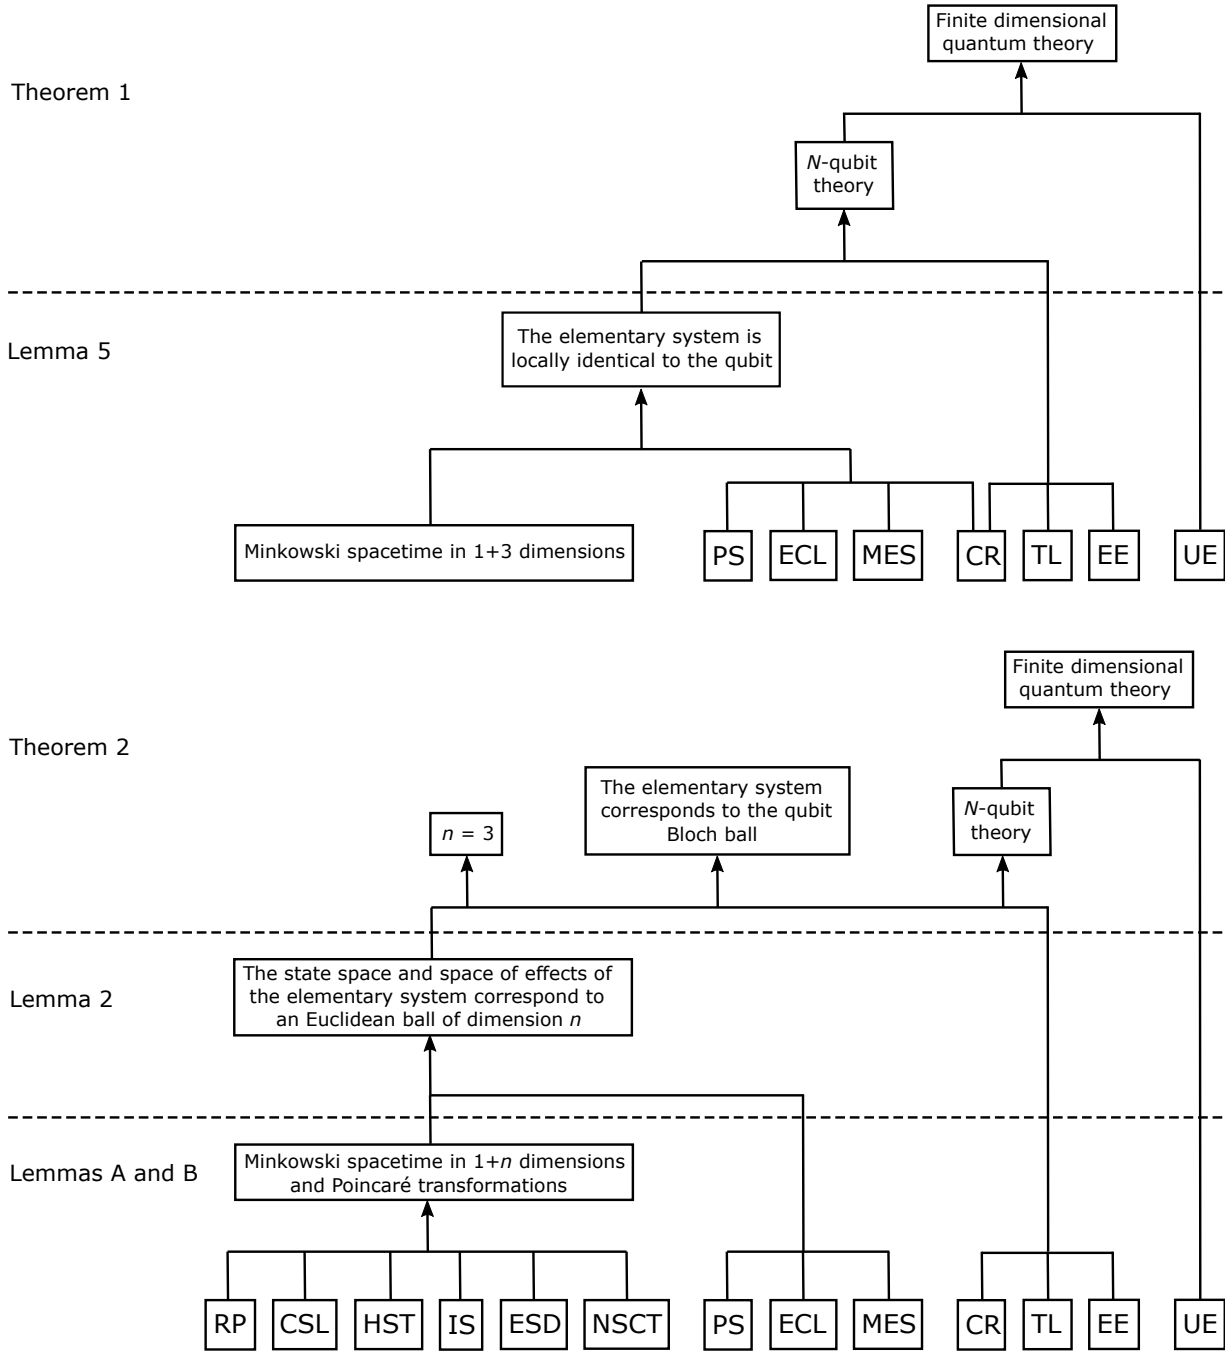 Finite dimensional
quantum theory
Theorem 1
N-qubit
theory
The elementary system is
locally identical to the qubit
Lemma 5
Minkowski spacetime in 1+3 dimensions
PS
ECL
MES
CR
TL
EE
UE
Finite dimensional
quantum theory
Theorem 2
The elementary system
corresponds to the qubit
Bloch ball
n = 3
N-qubit
theory
The state space and space of effects of
the elementary system correspond to
an Euclidean ball of dimension n
Lemma 2
Minkowski spacetime in 1+n dimensions
and Poincaré transformations
Lemmas A and B
RP
CSL
HST
IS
ESD
NSCT
PS
ECL
MES
CR
TL
EE
UE